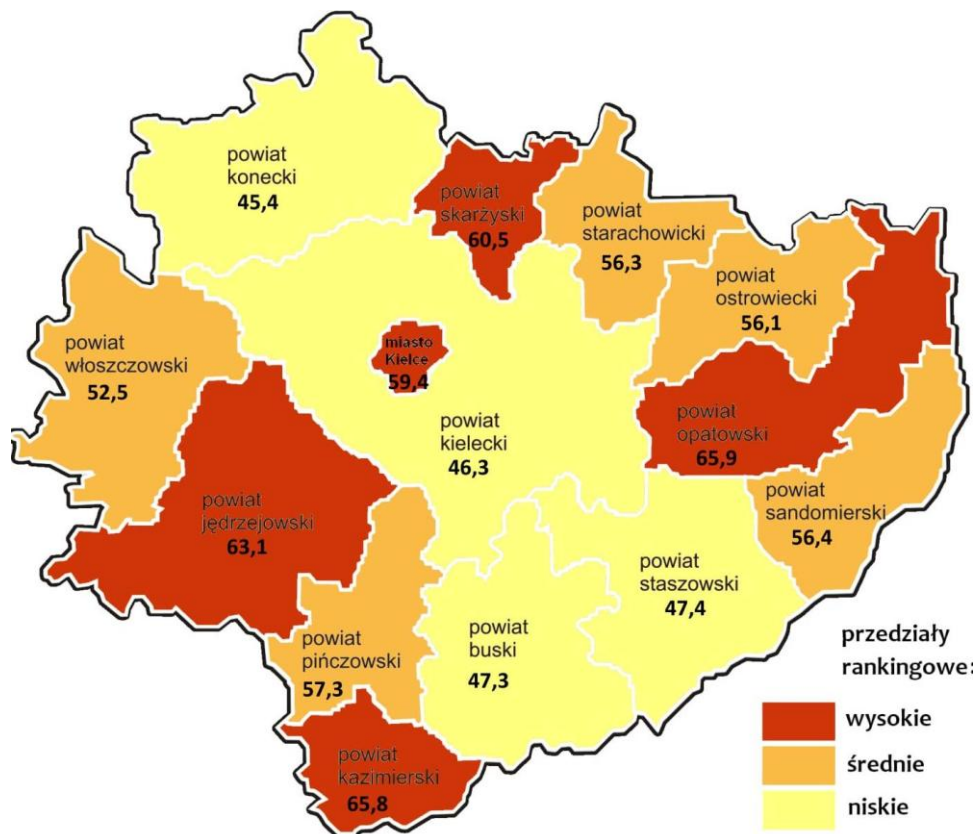 powiat
konecki
45,4
powiat
skarżyski
60,5
powiat
starachowicki
56,3
powiat
ostrowiecki
56,1
powiat
włoszczowski
52,5
miasto
Kielce
59,4
powiat
kielecki
46,3
powiat
opatowski
65,9
powiat
sandomierski
56,4
powiat
jędrzejowski
63,1
powiat
staszowski
47,4
powiat
pińczowski
57,3
powiat
buski
47,3
powiat
kazimierski
65,8
przedziały
rankingowe:
wysokie
średnie
niskie